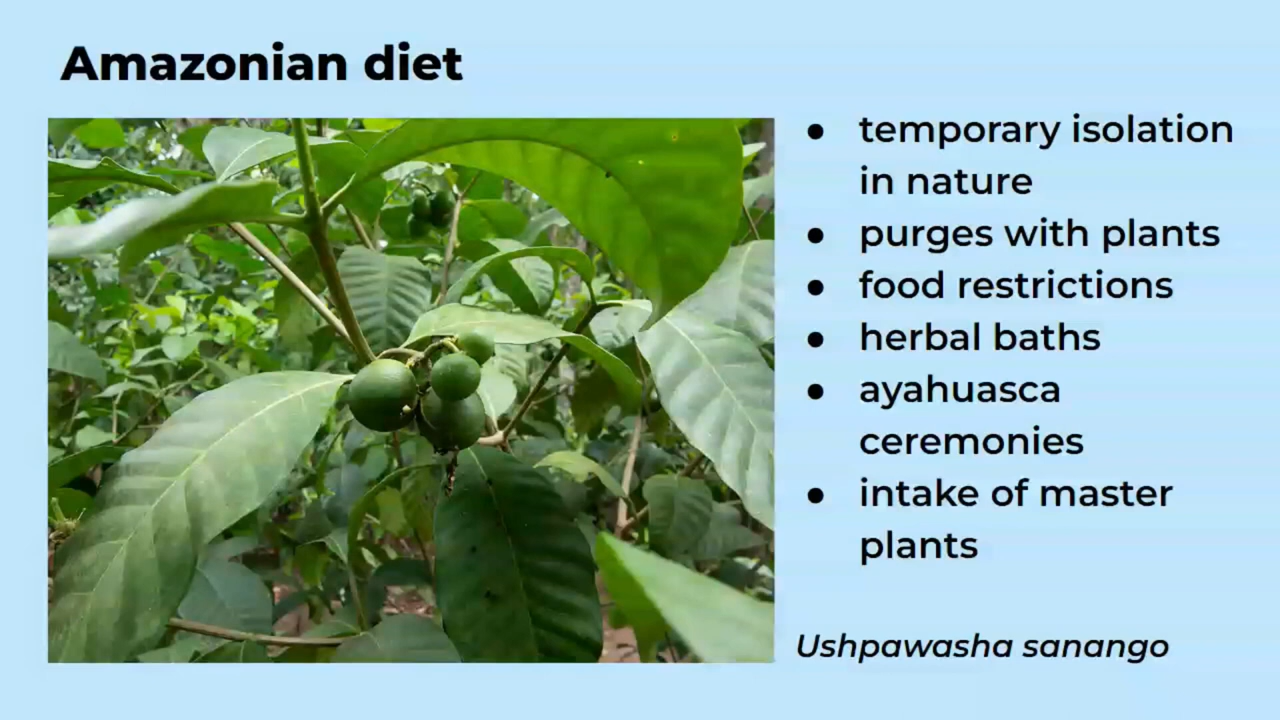 Amazonian diet
● temporary isolation
in nature
● purges with plants
● food restrictions
● herbal baths
● ayahuasca
ceremonies
● intake of master
plants
Ushpawasha sanango